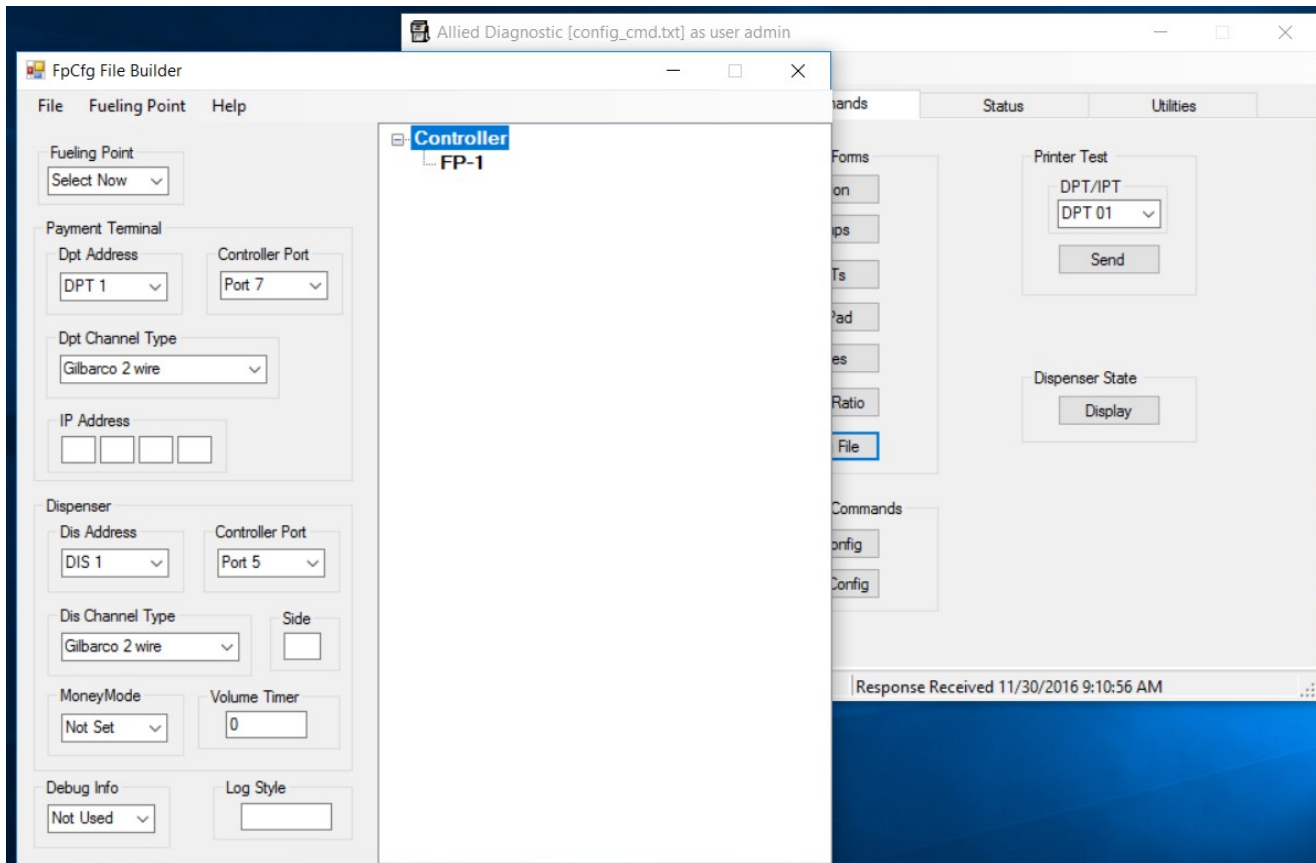 Allied Diagnostic [config_cmd.txt] as user admin
FpCfg File Builder
File Fueling Point Help
Fueling Point
Select Now
Payment Terminal
Dpt Address Controller Port
DPT 1 Port 7
Dpt Channel Type
Gilbarco 2 wire
IP Address
Dispenser
Dis Address Controller Port
DIS 1 Port 5
Dis Channel Type Side
Gilbarco 2 wire
MoneyMode Volume Timer
Not Set 0
Debug Info Log Style
Not Used
Controller
FP-1
ands Status Utilities
Forms
on
ps
Ts
Pad
es
Ratio
File
Commands
onfig
Config
Printer Test
DPT/IPT
DPT 01
Send
Dispenser State
Display
Response Received 11/30/2016 9:10:56 AM